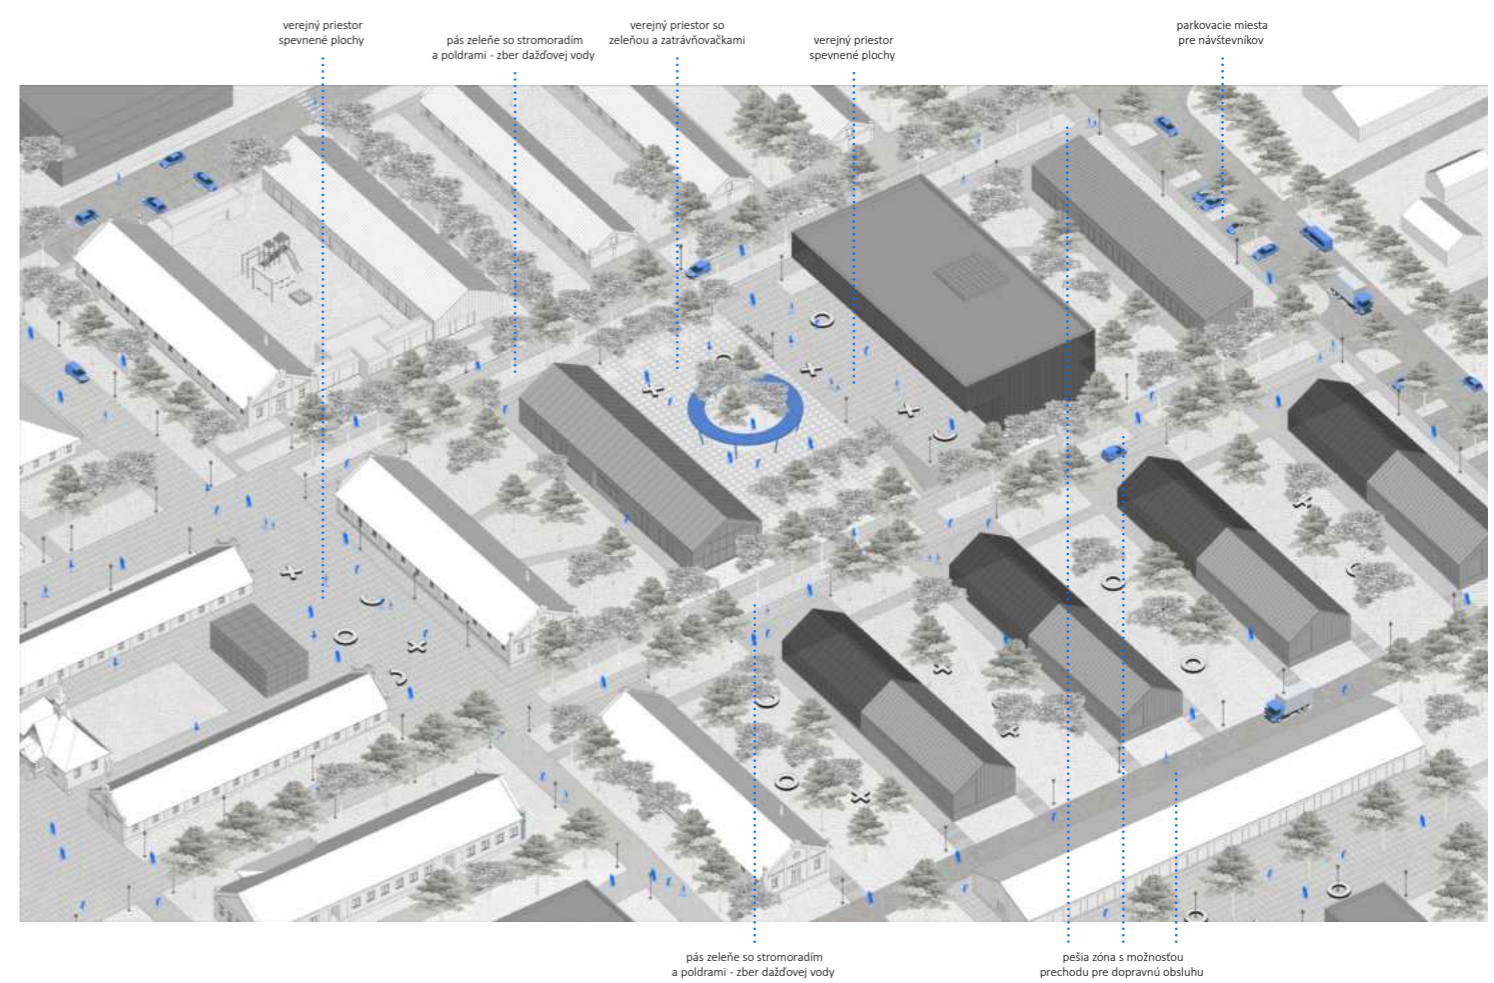 verejný priestor
spevnené plochy
pás zeleňe so stromoradím
a poldrami - zber dažďovej vody
verejný priestor so
zeleňou a zatrávňovačkami
verejný priestor
spevnené plochy
parkovacie miesta
pre návštevníkov
pás zeleňe so stromoradím
a poldrami - zber dažďovej vody
pešia zóna s možnosťou
prechodu pre dopravnú obsluhu